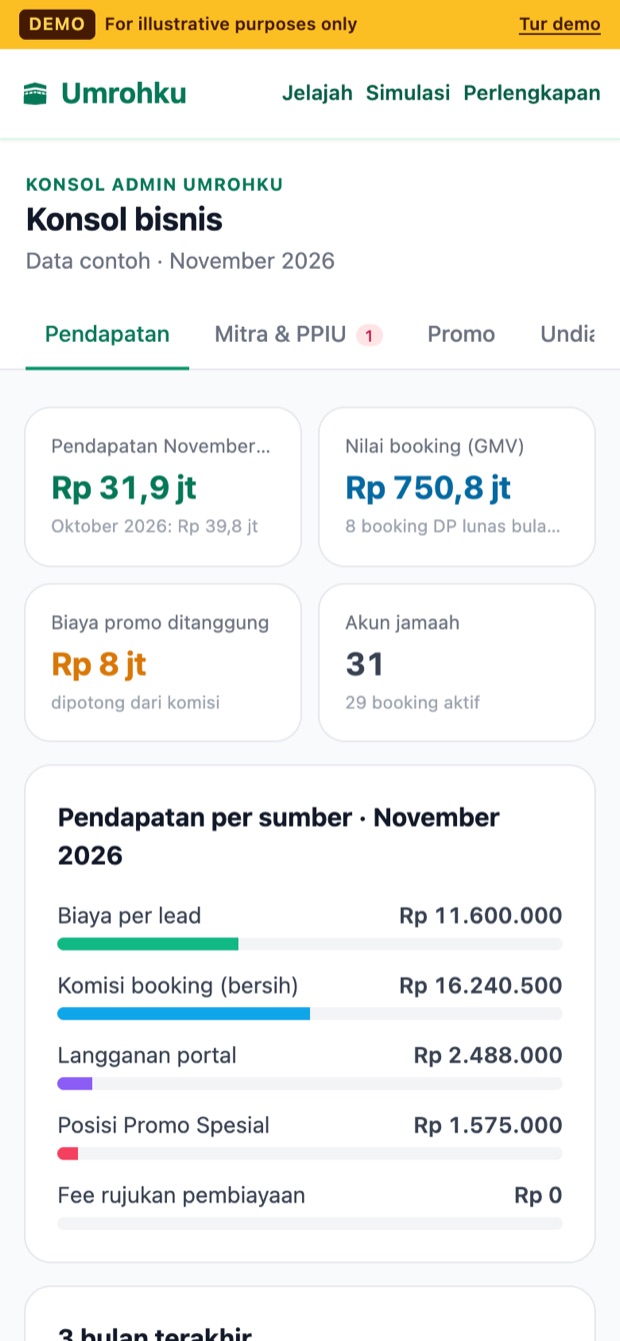 DEMO For illustrative purposes only Tur demo
Umrohku Jelajah Simulasi Perlengkapan
KONSOL ADMIN UMROHKU
Konsol bisnis
Data contoh · November 2026
Pendapatan Mitra & PPIU 1 Promo
Pendapatan November...
Rp 31,9 jt
Oktober 2026: Rp 39,8 jt
Nilai booking (GMV)
Rp 750,8 jt
8 booking DP lunas bula...
Biaya promo ditanggung
Rp 8 jt
dipotong dari komisi
Akun jamaah
31
29 booking aktif
Pendapatan per sumber · November
2026
Biaya per lead Rp 11.600.000
Komisi booking (bersih) Rp 16.240.500
Langganan portal Rp 2.488.000
Posisi Promo Spesial Rp 1.575.000
Fee rujukan pembiayaan Rp 0
3 bulan terakhir